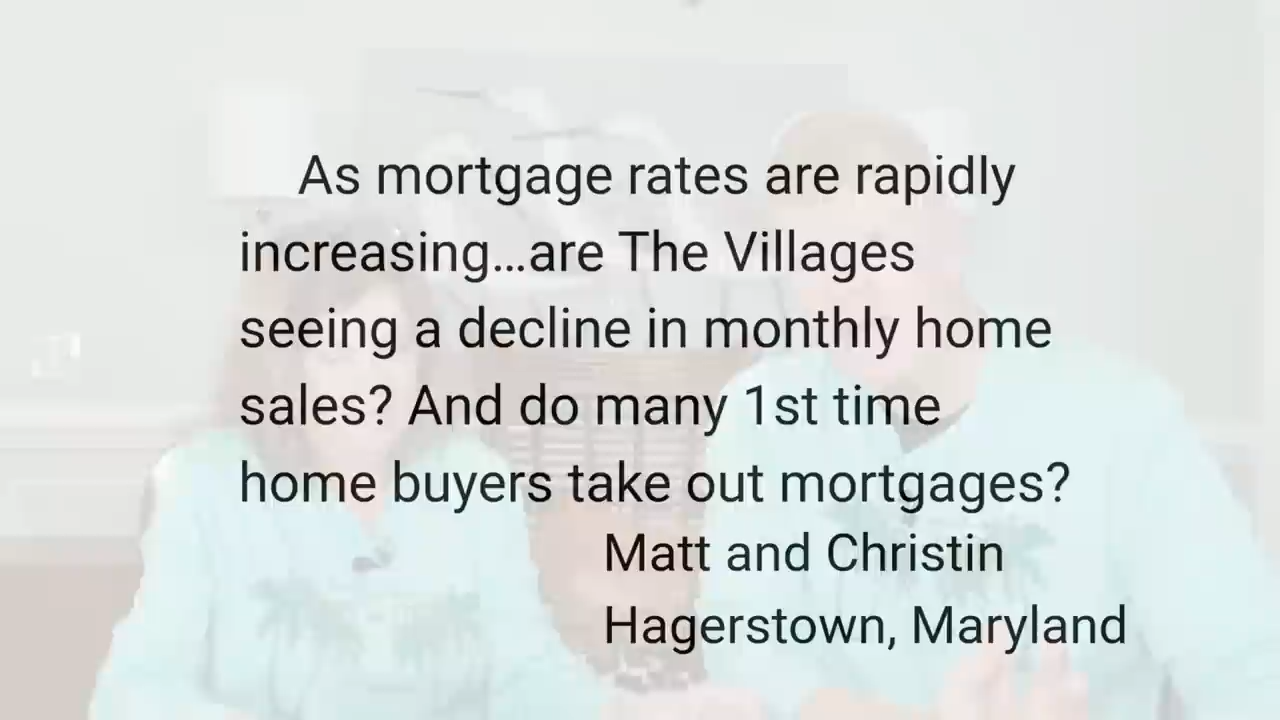 As mortgage rates are rapidly
increasing...are The Villages
seeing a decline in monthly home
sales? And do many 1st time
home buyers take out mortgages?
Matt and Christin
Hagerstown, Maryland